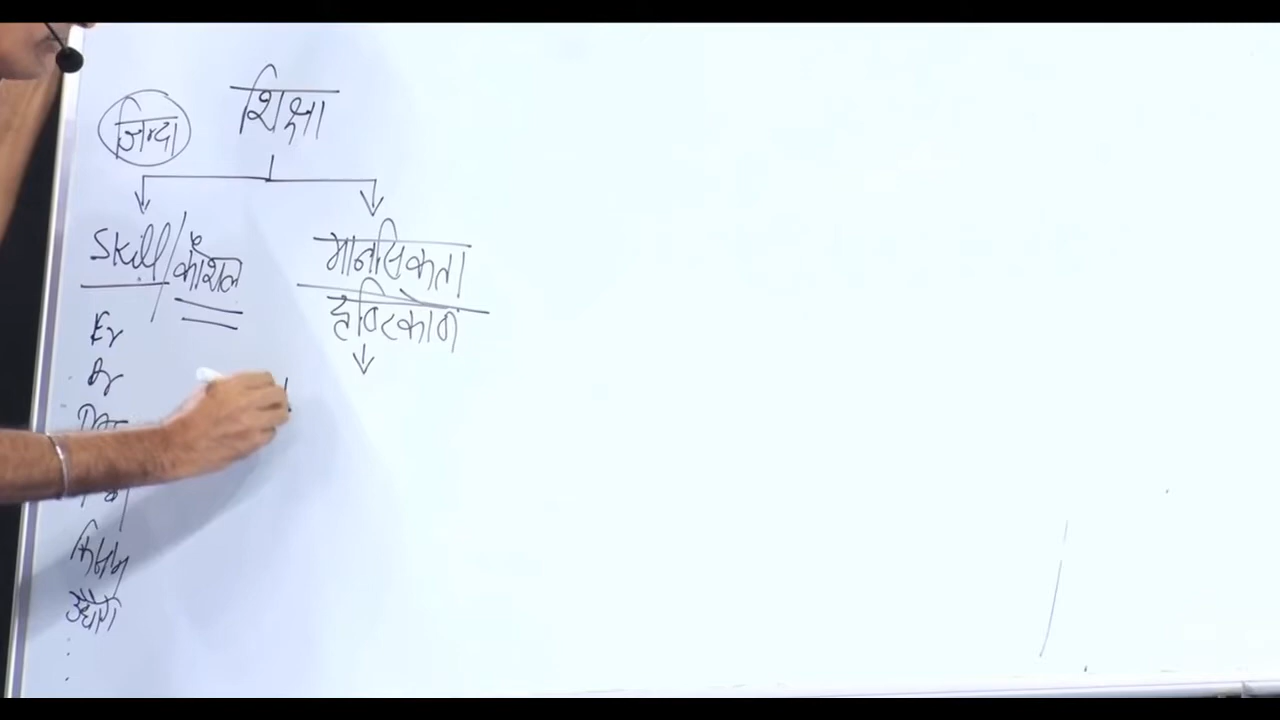 शिक्षा
जिन्दा
Skill/कौशल
मानसिकता
दृष्टिकोण
Er
Dr
फिल्म
उद्योग